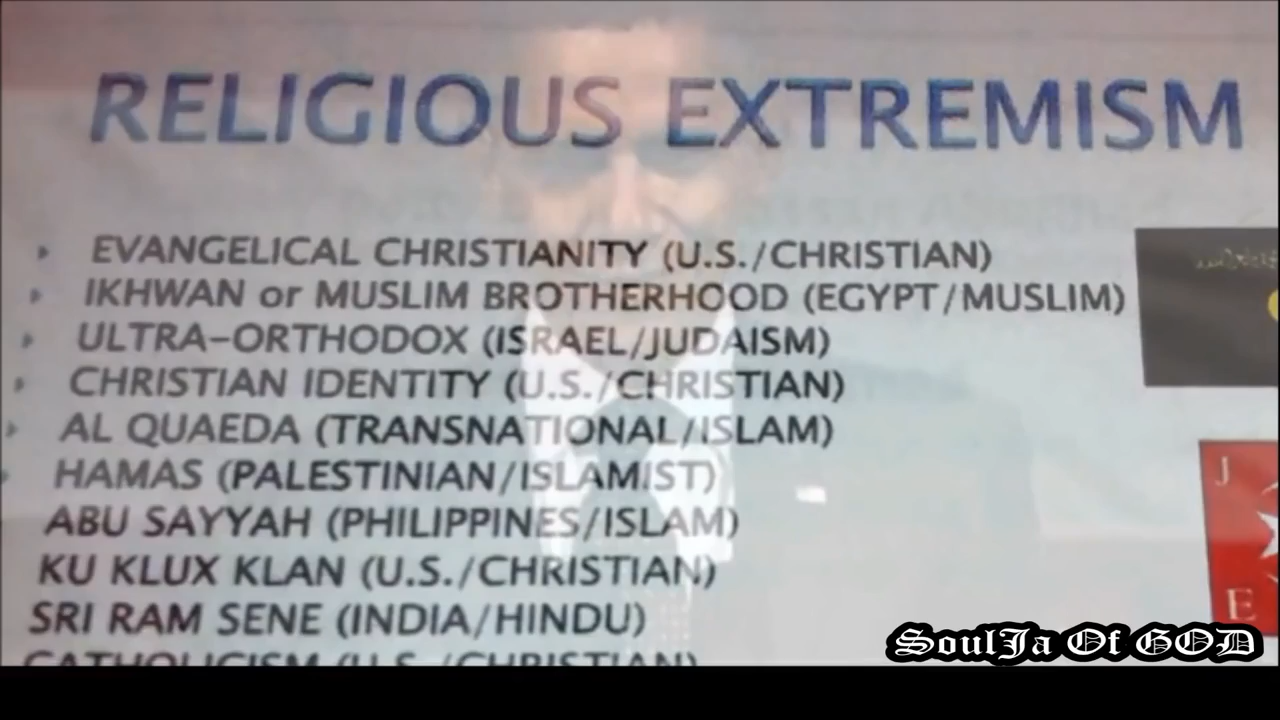 RELIGIOUS EXTREMISM
EVANGELICAL CHRISTIANITY (U.S./CHRISTIAN)
IKHWAN or MUSLIM BROTHERHOOD (EGYPT/MUSLIM)
ULTRA-ORTHODOX (ISRAEL/JUDAISM)
CHRISTIAN IDENTITY (U.S./CHRISTIAN)
AL QUAEDA (TRANSNATIONAL/ISLAM)
HAMAS (PALESTINIAN/ISLAMIST)
ABU SAYYAH (PHILIPPINES/ISLAM)
KU KLUX KLAN (U.S./CHRISTIAN)
SRI RAM SENE (INDIA/HINDU)
CATHOLICISM (U.S./CHRISTIAN)
J
E
SoulJa Of GOD